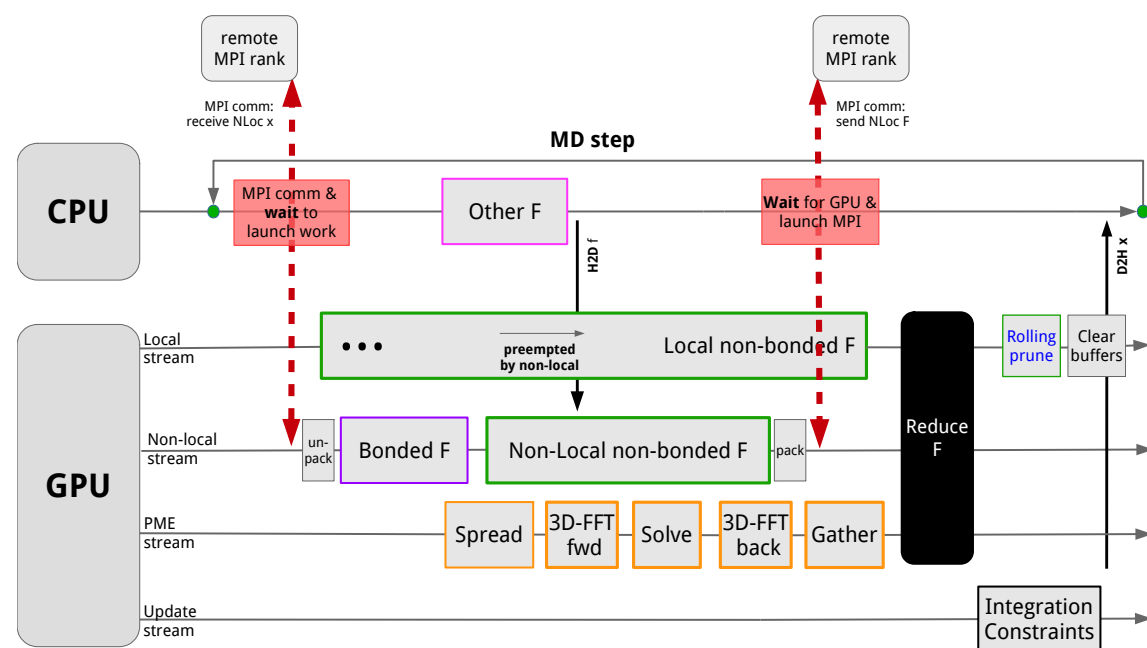 remote
MPI rank
remote
MPI rank
MPI comm:
receive NLoc x
MPI comm:
send NLoc F
MD step
CPU
MPI comm &
wait to
launch work
Other F
Wait for GPU &
launch MPI
H2D f
D2H x
GPU
Local
stream
•••
preempted
by non-local
Local non-bonded F
Rolling
prune
Clear
buffers
Reduce
F
Non-local
stream
un-
pack
Bonded F
Non-Local non-bonded F
pack
PME
stream
Spread
3D-FFT
fwd
Solve
3D-FFT
back
Gather
Update
stream
Integration
Constraints